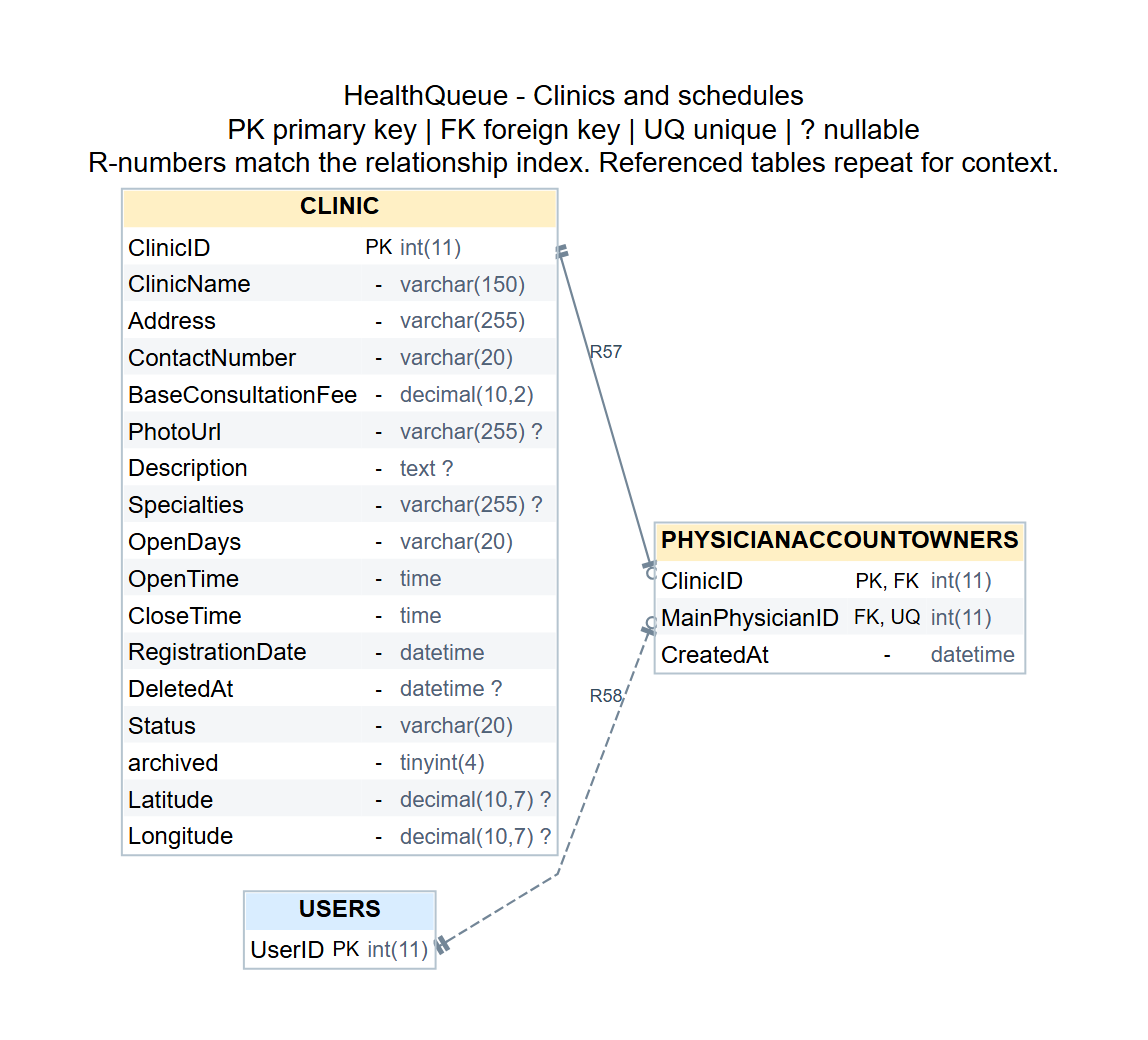 HealthQueue - Clinics and schedules
PK primary key | FK foreign key | UQ unique | ? nullable
R-numbers match the relationship index. Referenced tables repeat for context.
CLINIC
ClinicID PK int(11)
ClinicName - varchar(150)
Address - varchar(255)
ContactNumber - varchar(20)
BaseConsultationFee - decimal(10,2)
PhotoUrl - varchar(255) ?
Description - text ?
Specialties - varchar(255) ?
OpenDays - varchar(20)
OpenTime - time
CloseTime - time
RegistrationDate - datetime
DeletedAt - datetime ?
Status - varchar(20)
archived - tinyint(4)
Latitude - decimal(10,7) ?
Longitude - decimal(10,7) ?
R57
PHYSICIANACCOUNTOWNERS
ClinicID PK, FK int(11)
MainPhysicianID FK, UQ int(11)
CreatedAt - datetime
R58
USERS
UserID PK int(11)